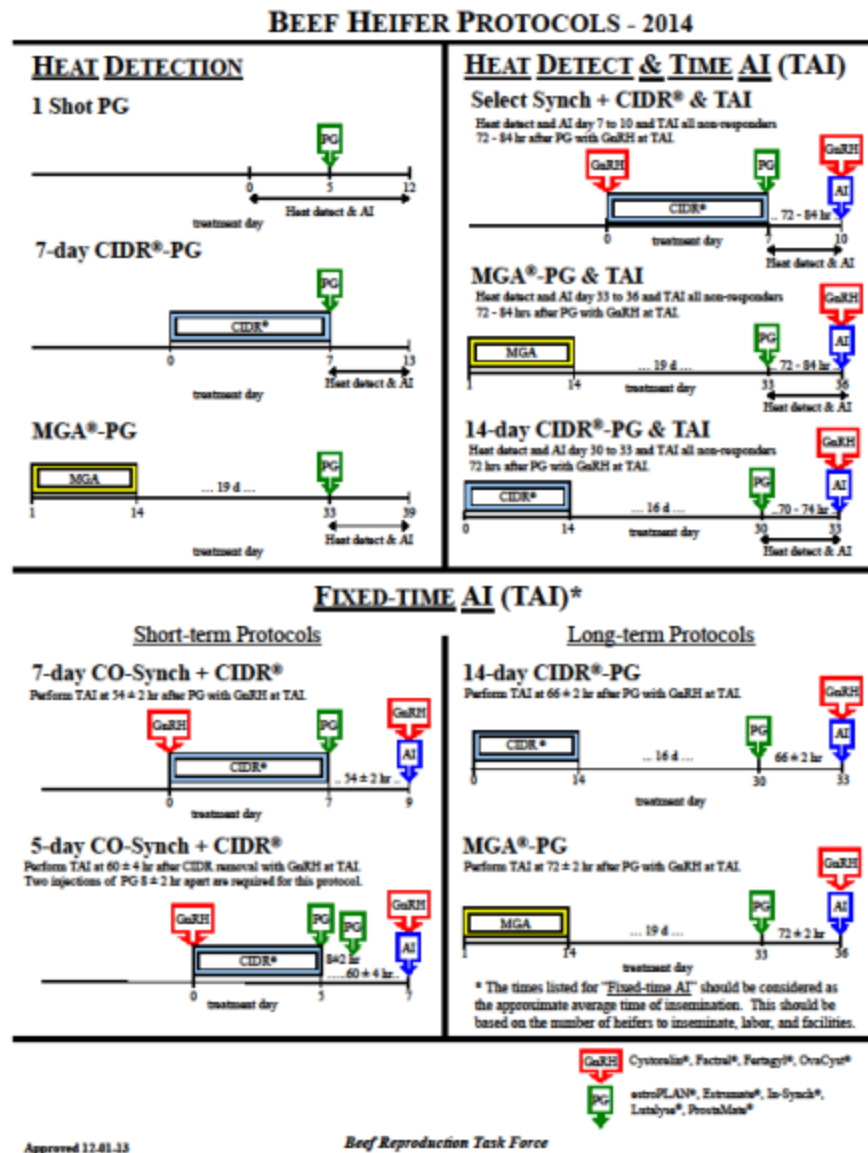 BEEF HEIFER PROTOCOLS - 2014
HEAT DETECTION
1 Shot PG
PG
0 5 12
Heat detect & AI
treatment day
7-day CIDR®-PG
PG
CIDR®
0 7 13
Heat detect & AI
treatment day
MGA®-PG
PG
MGA
... 19 d ...
1 14 33 39
Heat detect & AI
treatment day
HEAT DETECT & TIME AI (TAI)
Select Synch + CIDR® & TAI
Heat detect and AI day 7 to 10 and TAI all non-responders
72 - 84 hr after PG with GnRH at TAI.
GnRH PG GnRH
AI
CIDR®
.. 72 - 84 hr ..
0 treatment day 7 10
Heat detect & AI
MGA®-PG & TAI
Heat detect and AI day 33 to 36 and TAI all non-responders
72 - 84 hrs after PG with GnRH at TAI.
GnRH
PG AI
MGA
... 19 d ...
.. 72 - 84 hr ..
1 14 treatment day 33 36
Heat detect & AI
14-day CIDR®-PG & TAI
Heat detect and AI day 30 to 33 and TAI all non-responders
72 hrs after PG with GnRH at TAI.
GnRH
PG AI
CIDR®
... 16 d ...
..70 - 74 hr ..
0 14 treatment day 30 33
Heat detect & AI
FIXED-TIME AI (TAI)*
Short-term Protocols
7-day CO-Synch + CIDR®
Perform TAI at 54 ± 2 hr after PG with GnRH at TAI.
GnRH PG GnRH
AI
CIDR®
.. 54 ± 2 hr ..
0 7 9
treatment day
5-day CO-Synch + CIDR®
Perform TAI at 60 ± 4 hr after CIDR removal with GnRH at TAI.
Two injections of PG 8 ± 2 hr apart are required for this protocol.
GnRH PG PG GnRH
AI
CIDR®
8±2 hr
.....60 ± 4 hr..
0 5 7
treatment day
Long-term Protocols
14-day CIDR®-PG
Perform TAI at 66 ± 2 hr after PG with GnRH at TAI.
GnRH
PG AI
CIDR ®
... 16 d ...
66 ± 2 hr
0 14 30 33
treatment day
MGA®-PG
Perform TAI at 72 ± 2 hr after PG with GnRH at TAI.
GnRH
PG AI
MGA
... 19 d ...
72 ± 2 hr
1 14 33 36
treatment day
* The times listed for "Fixed-time AI" should be considered as
the approximate average time of insemination. This should be
based on the number of heifers to inseminate, labor, and facilities.
GnRH Cystorelin®, Factrel®, Fertagyl®, OvaCyst®
PG estroPLAN®, Estrumate®, In-Synch®,
Lutalyse®, ProstaMate®
Approved 12-01-13
Beef Reproduction Task Force